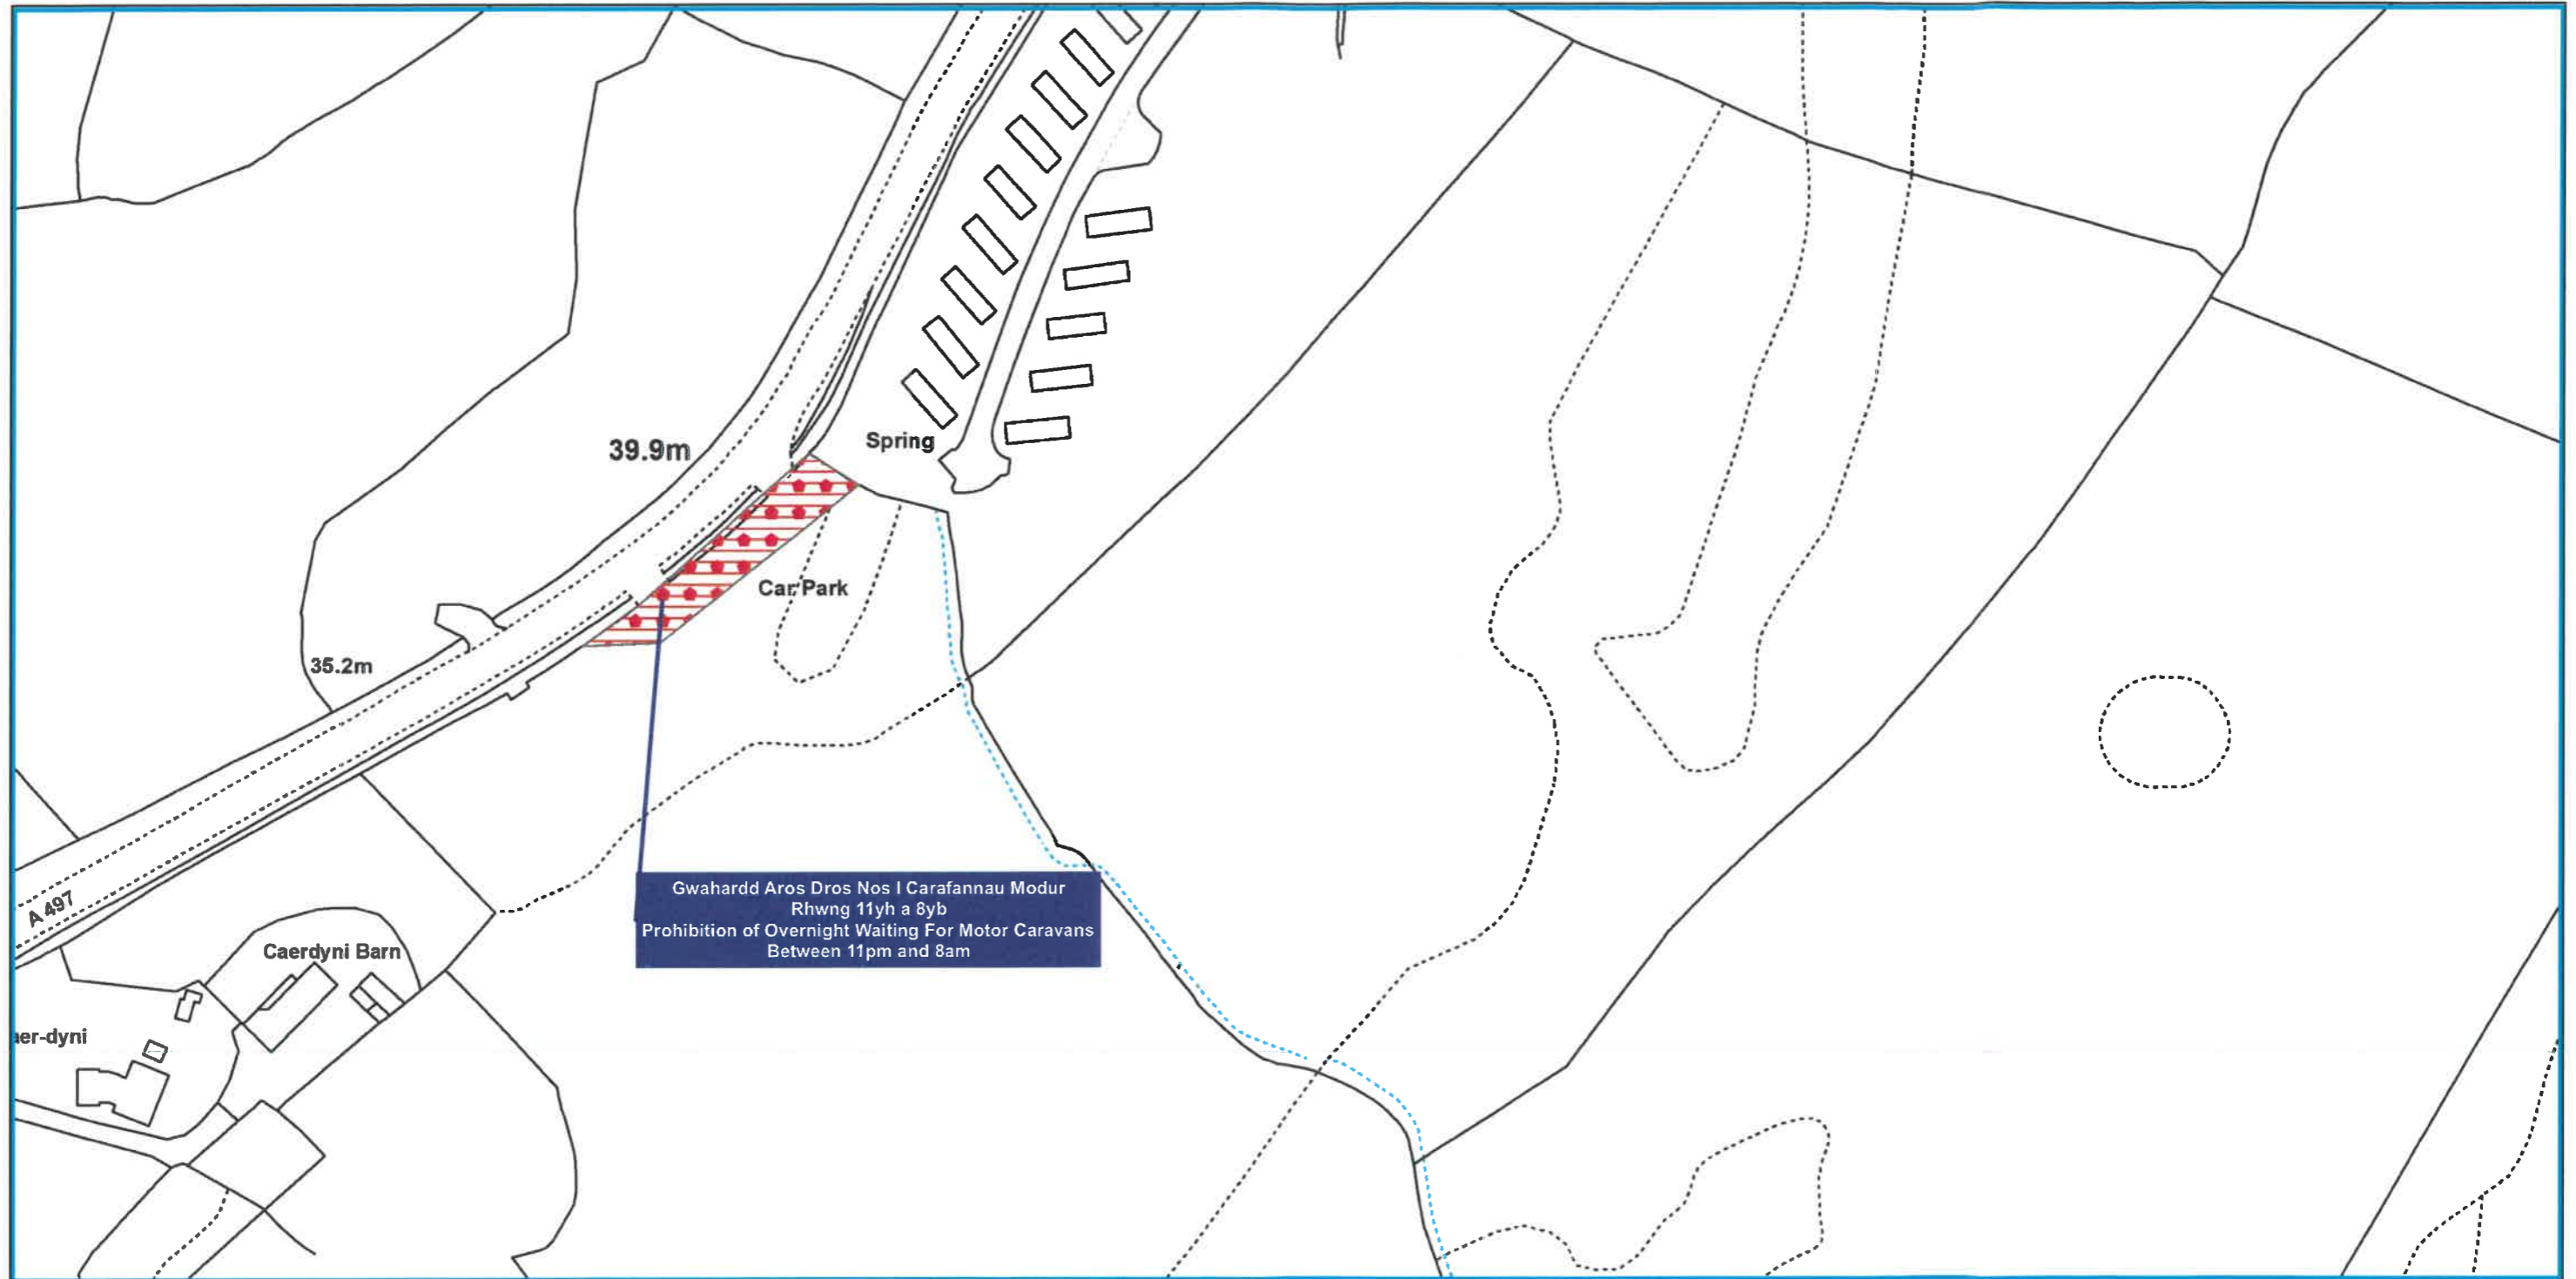 39.9m
Spring
Car Park
35.2m
A 497
Gwahardd Aros Dros Nos I Carafannau Modur
Rhwng 11yh a 8yb
Prohibition of Overnight Waiting For Motor Caravans
Between 11pm and 8am
Caerdyni Barn
aer-dyni